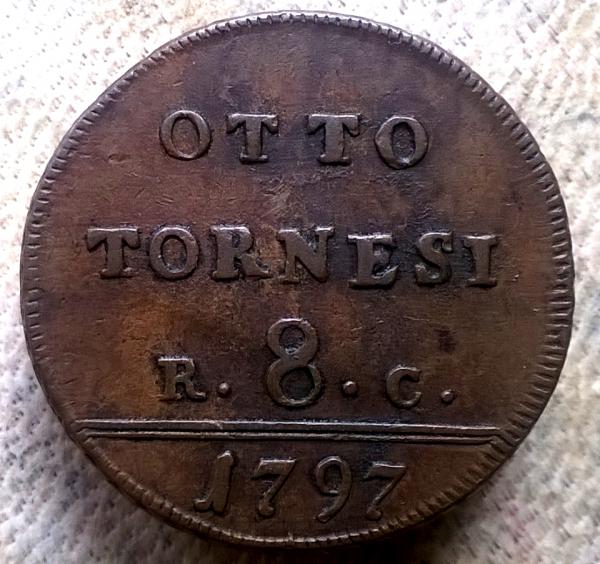 OTTO
TORNESI
R. 8. C.
1797